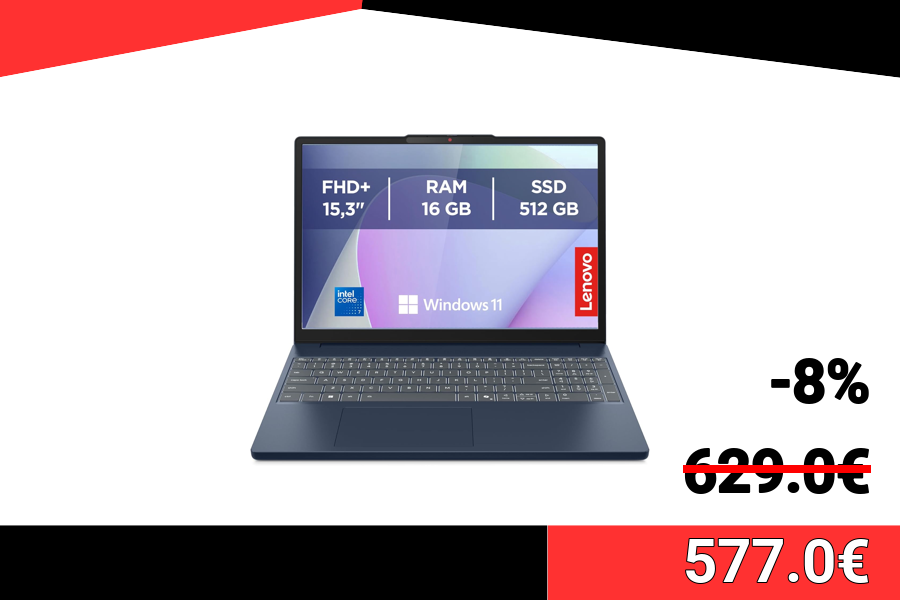 FHD+
15,3"
RAM
16 GB
SSD
512 GB
Lenovo
intel
CORE
7
Windows 11
-8%
629.0€
577.0€